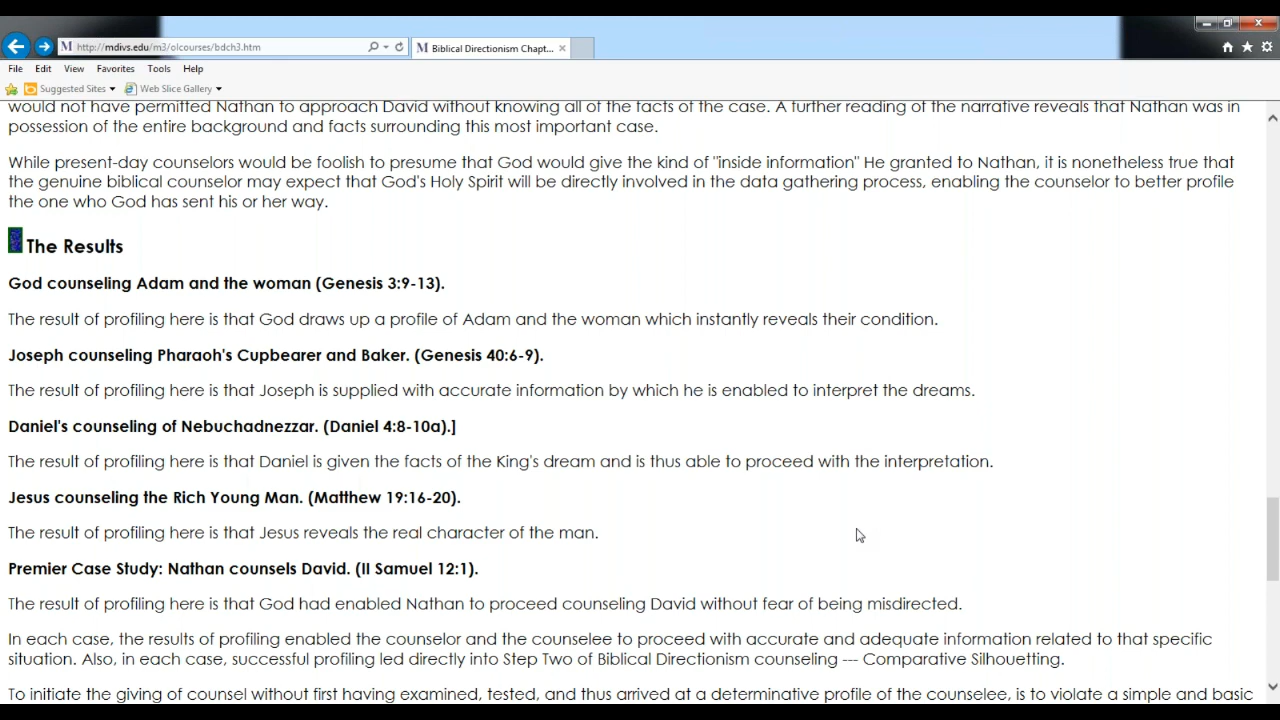 http://mdivs.edu/m3/olcourses/bdch3.htm
M Biblical Directionism Chapt...
File Edit View Favorites Tools Help
Suggested Sites Web Slice Gallery
would not have permitted Nathan to approach David without knowing all of the facts of the case. A further reading of the narrative reveals that Nathan was in
possession of the entire background and facts surrounding this most important case.
While present-day counselors would be foolish to presume that God would give the kind of "inside information" He granted to Nathan, it is nonetheless true that
the genuine biblical counselor may expect that God's Holy Spirit will be directly involved in the data gathering process, enabling the counselor to better profile
the one who God has sent his or her way.
The Results
God counseling Adam and the woman (Genesis 3:9-13).
The result of profiling here is that God draws up a profile of Adam and the woman which instantly reveals their condition.
Joseph counseling Pharaoh's Cupbearer and Baker. (Genesis 40:6-9).
The result of profiling here is that Joseph is supplied with accurate information by which he is enabled to interpret the dreams.
Daniel's counseling of Nebuchadnezzar. (Daniel 4:8-10a).]
The result of profiling here is that Daniel is given the facts of the King's dream and is thus able to proceed with the interpretation.
Jesus counseling the Rich Young Man. (Matthew 19:16-20).
The result of profiling here is that Jesus reveals the real character of the man.
Premier Case Study: Nathan counsels David. (II Samuel 12:1).
The result of profiling here is that God had enabled Nathan to proceed counseling David without fear of being misdirected.
In each case, the results of profiling enabled the counselor and the counselee to proceed with accurate and adequate information related to that specific
situation. Also, in each case, successful profiling led directly into Step Two of Biblical Directionism counseling --- Comparative Silhouetting.
To initiate the giving of counsel without first having examined, tested, and thus arrived at a determinative profile of the counselee, is to violate a simple and basic